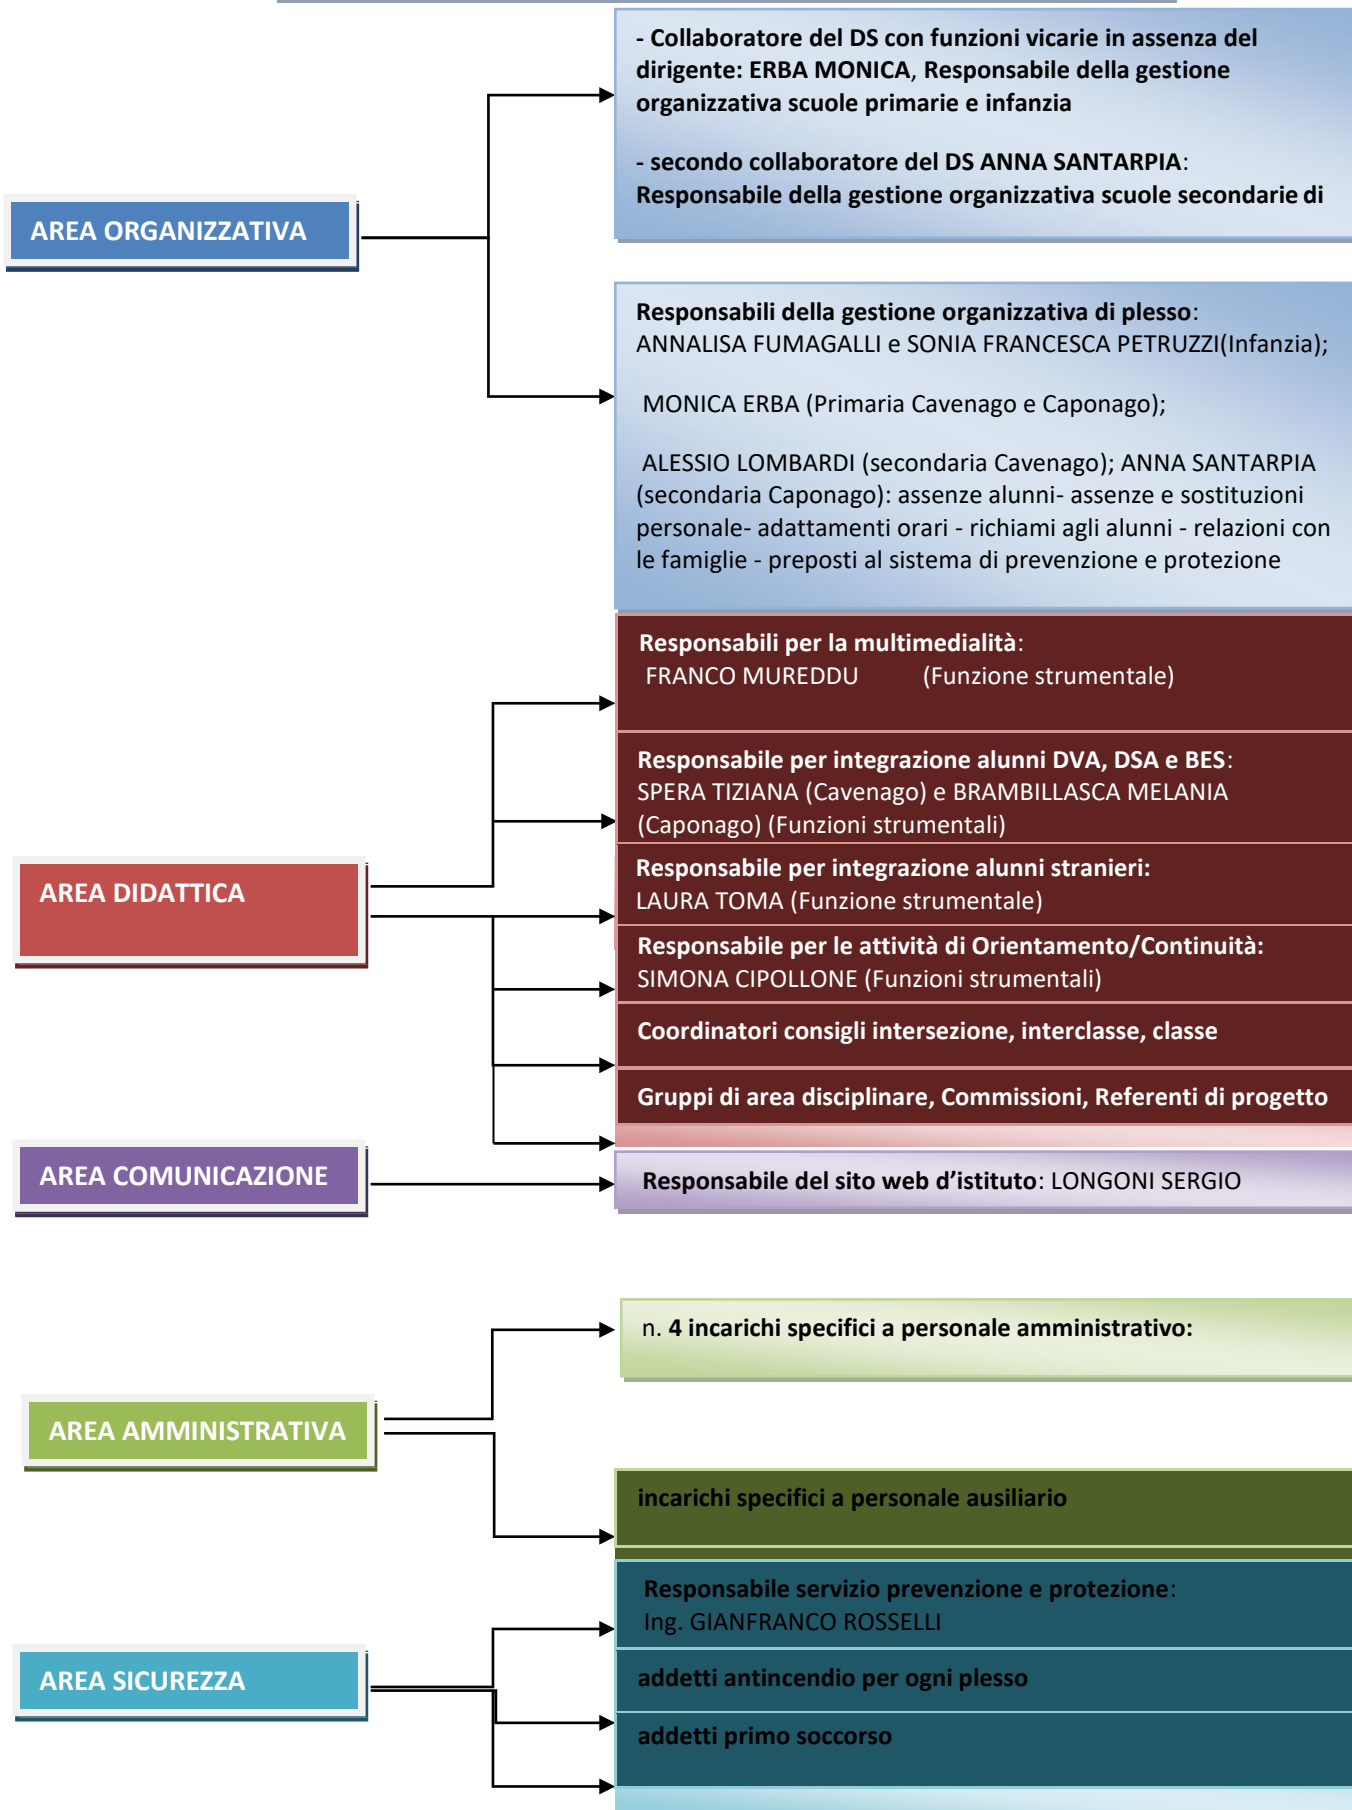 - Collaboratore del DS con funzioni vicarie in assenza del
dirigente: ERBA MONICA, Responsabile della gestione
organizzativa scuole primarie e infanzia
- secondo collaboratore del DS ANNA SANTARPIA:
Responsabile della gestione organizzativa scuole secondarie di
AREA ORGANIZZATIVA
Responsabili della gestione organizzativa di plesso:
ANNALISA FUMAGALLI e SONIA FRANCESCA PETRUZZI(Infanzia);
MONICA ERBA (Primaria Cavenago e Caponago);
ALESSIO LOMBARDI (secondaria Cavenago); ANNA SANTARPIA
(secondaria Caponago): assenze alunni- assenze e sostituzioni
personale- adattamenti orari - richiami agli alunni - relazioni con
le famiglie - preposti al sistema di prevenzione e protezione
AREA DIDATTICA
Responsabili per la multimedialità:
FRANCO MUREDDU (Funzione strumentale)
Responsabile per integrazione alunni DVA, DSA e BES:
SPERA TIZIANA (Cavenago) e BRAMBILLASCA MELANIA
(Caponago) (Funzioni strumentali)
Responsabile per integrazione alunni stranieri:
LAURA TOMA (Funzione strumentale)
Responsabile per le attività di Orientamento/Continuità:
SIMONA CIPOLLONE (Funzioni strumentali)
Coordinatori consigli intersezione, interclasse, classe
Gruppi di area disciplinare, Commissioni, Referenti di progetto
AREA COMUNICAZIONE
Responsabile del sito web d’istituto: LONGONI SERGIO
AREA AMMINISTRATIVA
n. 4 incarichi specifici a personale amministrativo:
incarichi specifici a personale ausiliario
AREA SICUREZZA
Responsabile servizio prevenzione e protezione:
Ing. GIANFRANCO ROSSELLI
addetti antincendio per ogni plesso
addetti primo soccorso